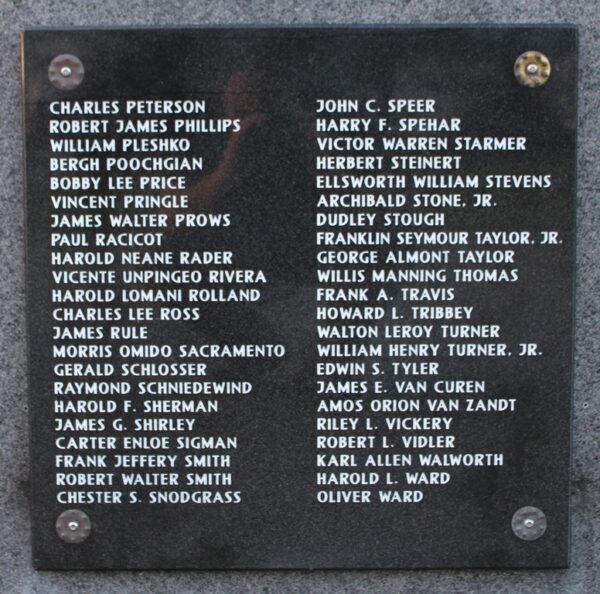 CHARLES PETERSON
ROBERT JAMES PHILLIPS
WILLIAM PLESHKO
BERGH POOCHGIAN
BOBBY LEE PRICE
VINCENT PRINGLE
JAMES WALTER PROWS
PAUL RACICOT
HAROLD NEANE RADER
VICENTE UNPINGEO RIVERA
HAROLD LOMANI ROLLAND
CHARLES LEE ROSS
JAMES RULE
MORRIS OMIDO SACRAMENTO
GERALD SCHLOSSER
RAYMOND SCHNIEDEWIND
HAROLD F. SHERMAN
JAMES G. SHIRLEY
CARTER ENLOE SIGMAN
FRANK JEFFERY SMITH
ROBERT WALTER SMITH
CHESTER S. SNODGRASS
JOHN C. SPEER
HARRY F. SPEHAR
VICTOR WARREN STARMER
HERBERT STEINERT
ELLSWORTH WILLIAM STEVENS
ARCHIBALD STONE, JR.
DUDLEY STOUGH
FRANKLIN SEYMOUR TAYLOR, JR.
GEORGE ALMONT TAYLOR
WILLIS MANNING THOMAS
FRANK A. TRAVIS
HOWARD L. TRIBBEY
WALTON LEROY TURNER
WILLIAM HENRY TURNER, JR.
EDWIN S. TYLER
JAMES E. VAN CUREN
AMOS ORION VAN ZANDT
RILEY L. VICKERY
ROBERT L. VIDLER
KARL ALLEN WALWORTH
HAROLD L. WARD
OLIVER WARD